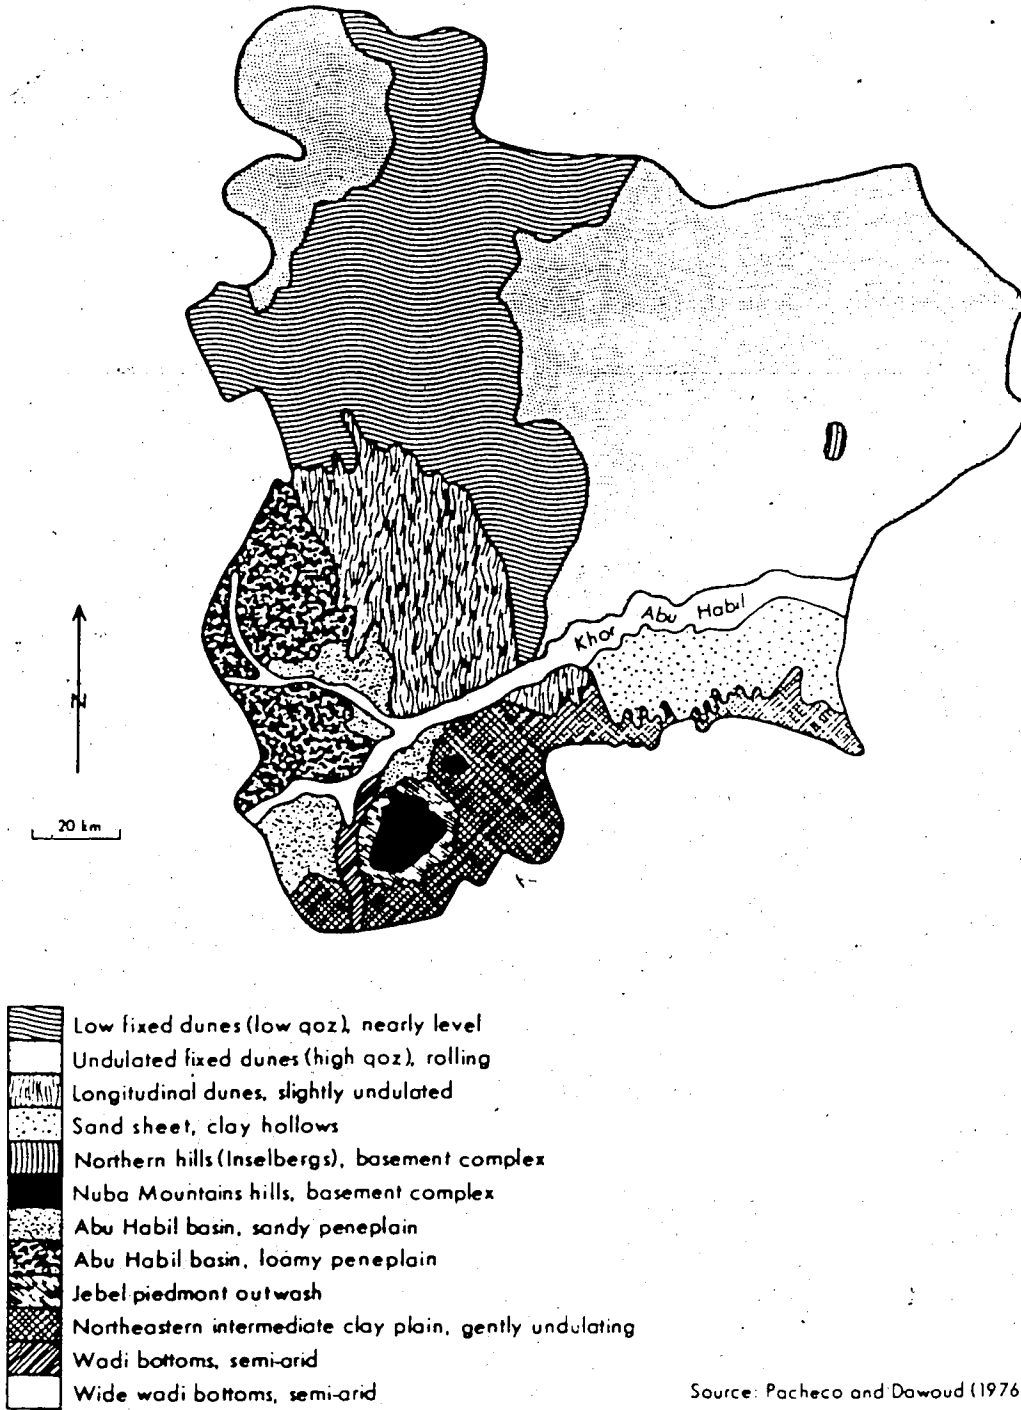 Khor Abu Habil
N
20 km
Low fixed dunes (low qoz), nearly level
Undulated fixed dunes (high qoz), rolling
Longitudinal dunes, slightly undulated
Sand sheet, clay hollows
Northern hills (Inselbergs), basement complex
Nuba Mountains hills, basement complex
Abu Habil basin, sandy peneplain
Abu Habil basin, loamy peneplain
Jebel piedmont outwash
Northeastern intermediate clay plain, gently undulating
Wadi bottoms, semi-arid
Wide wadi bottoms, semi-arid
Source: Pacheco and Dawoud (1976